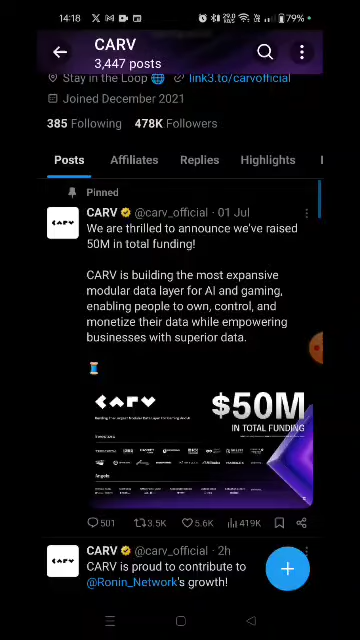 14:18
79%
CARV
3,447 posts
Stay in the Loop 🌐 link3.to/carvofficial
Joined December 2021
385 Following 478K Followers
Posts Affiliates Replies Highlights
Pinned
CARV @carv_official · 01 Jul
We are thrilled to announce we've raised
50M in total funding!
CARV is building the most expansive
modular data layer for AI and gaming,
enabling people to own, control, and
monetize their data while empowering
businesses with superior data.
🧵
CARV
$50M
IN TOTAL FUNDING
Angels
501 3.5K 5.6K 419K
CARV @carv_official · 2h
CARV is proud to contribute to
@Ronin_Network's growth!